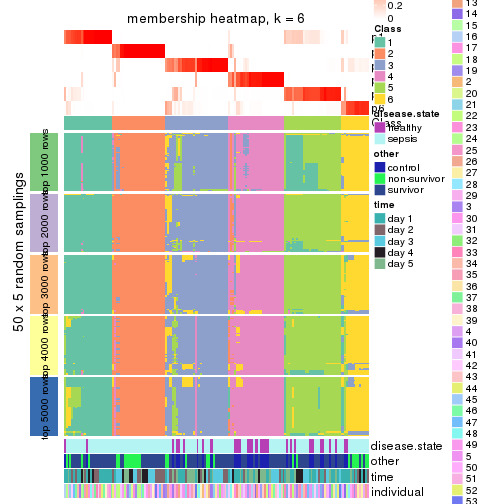 membership heatmap, k = 6
0.2
0
Class
1
2
3
4
5
6
disease.state
healthy
sepsis
other
control
non-survivor
survivor
time
day 1
day 2
day 3
day 4
day 5
50 x 5 random samplings
top 1000 rows
top 2000 rows
top 3000 rows
top 4000 rows
top 5000 rows
disease.state
other
time
individual
13
14
15
16
17
18
19
2
20
21
22
23
24
25
26
27
28
29
3
30
31
32
33
34
35
36
37
38
39
4
40
41
42
43
44
45
46
47
48
49
5
50
51
52
53